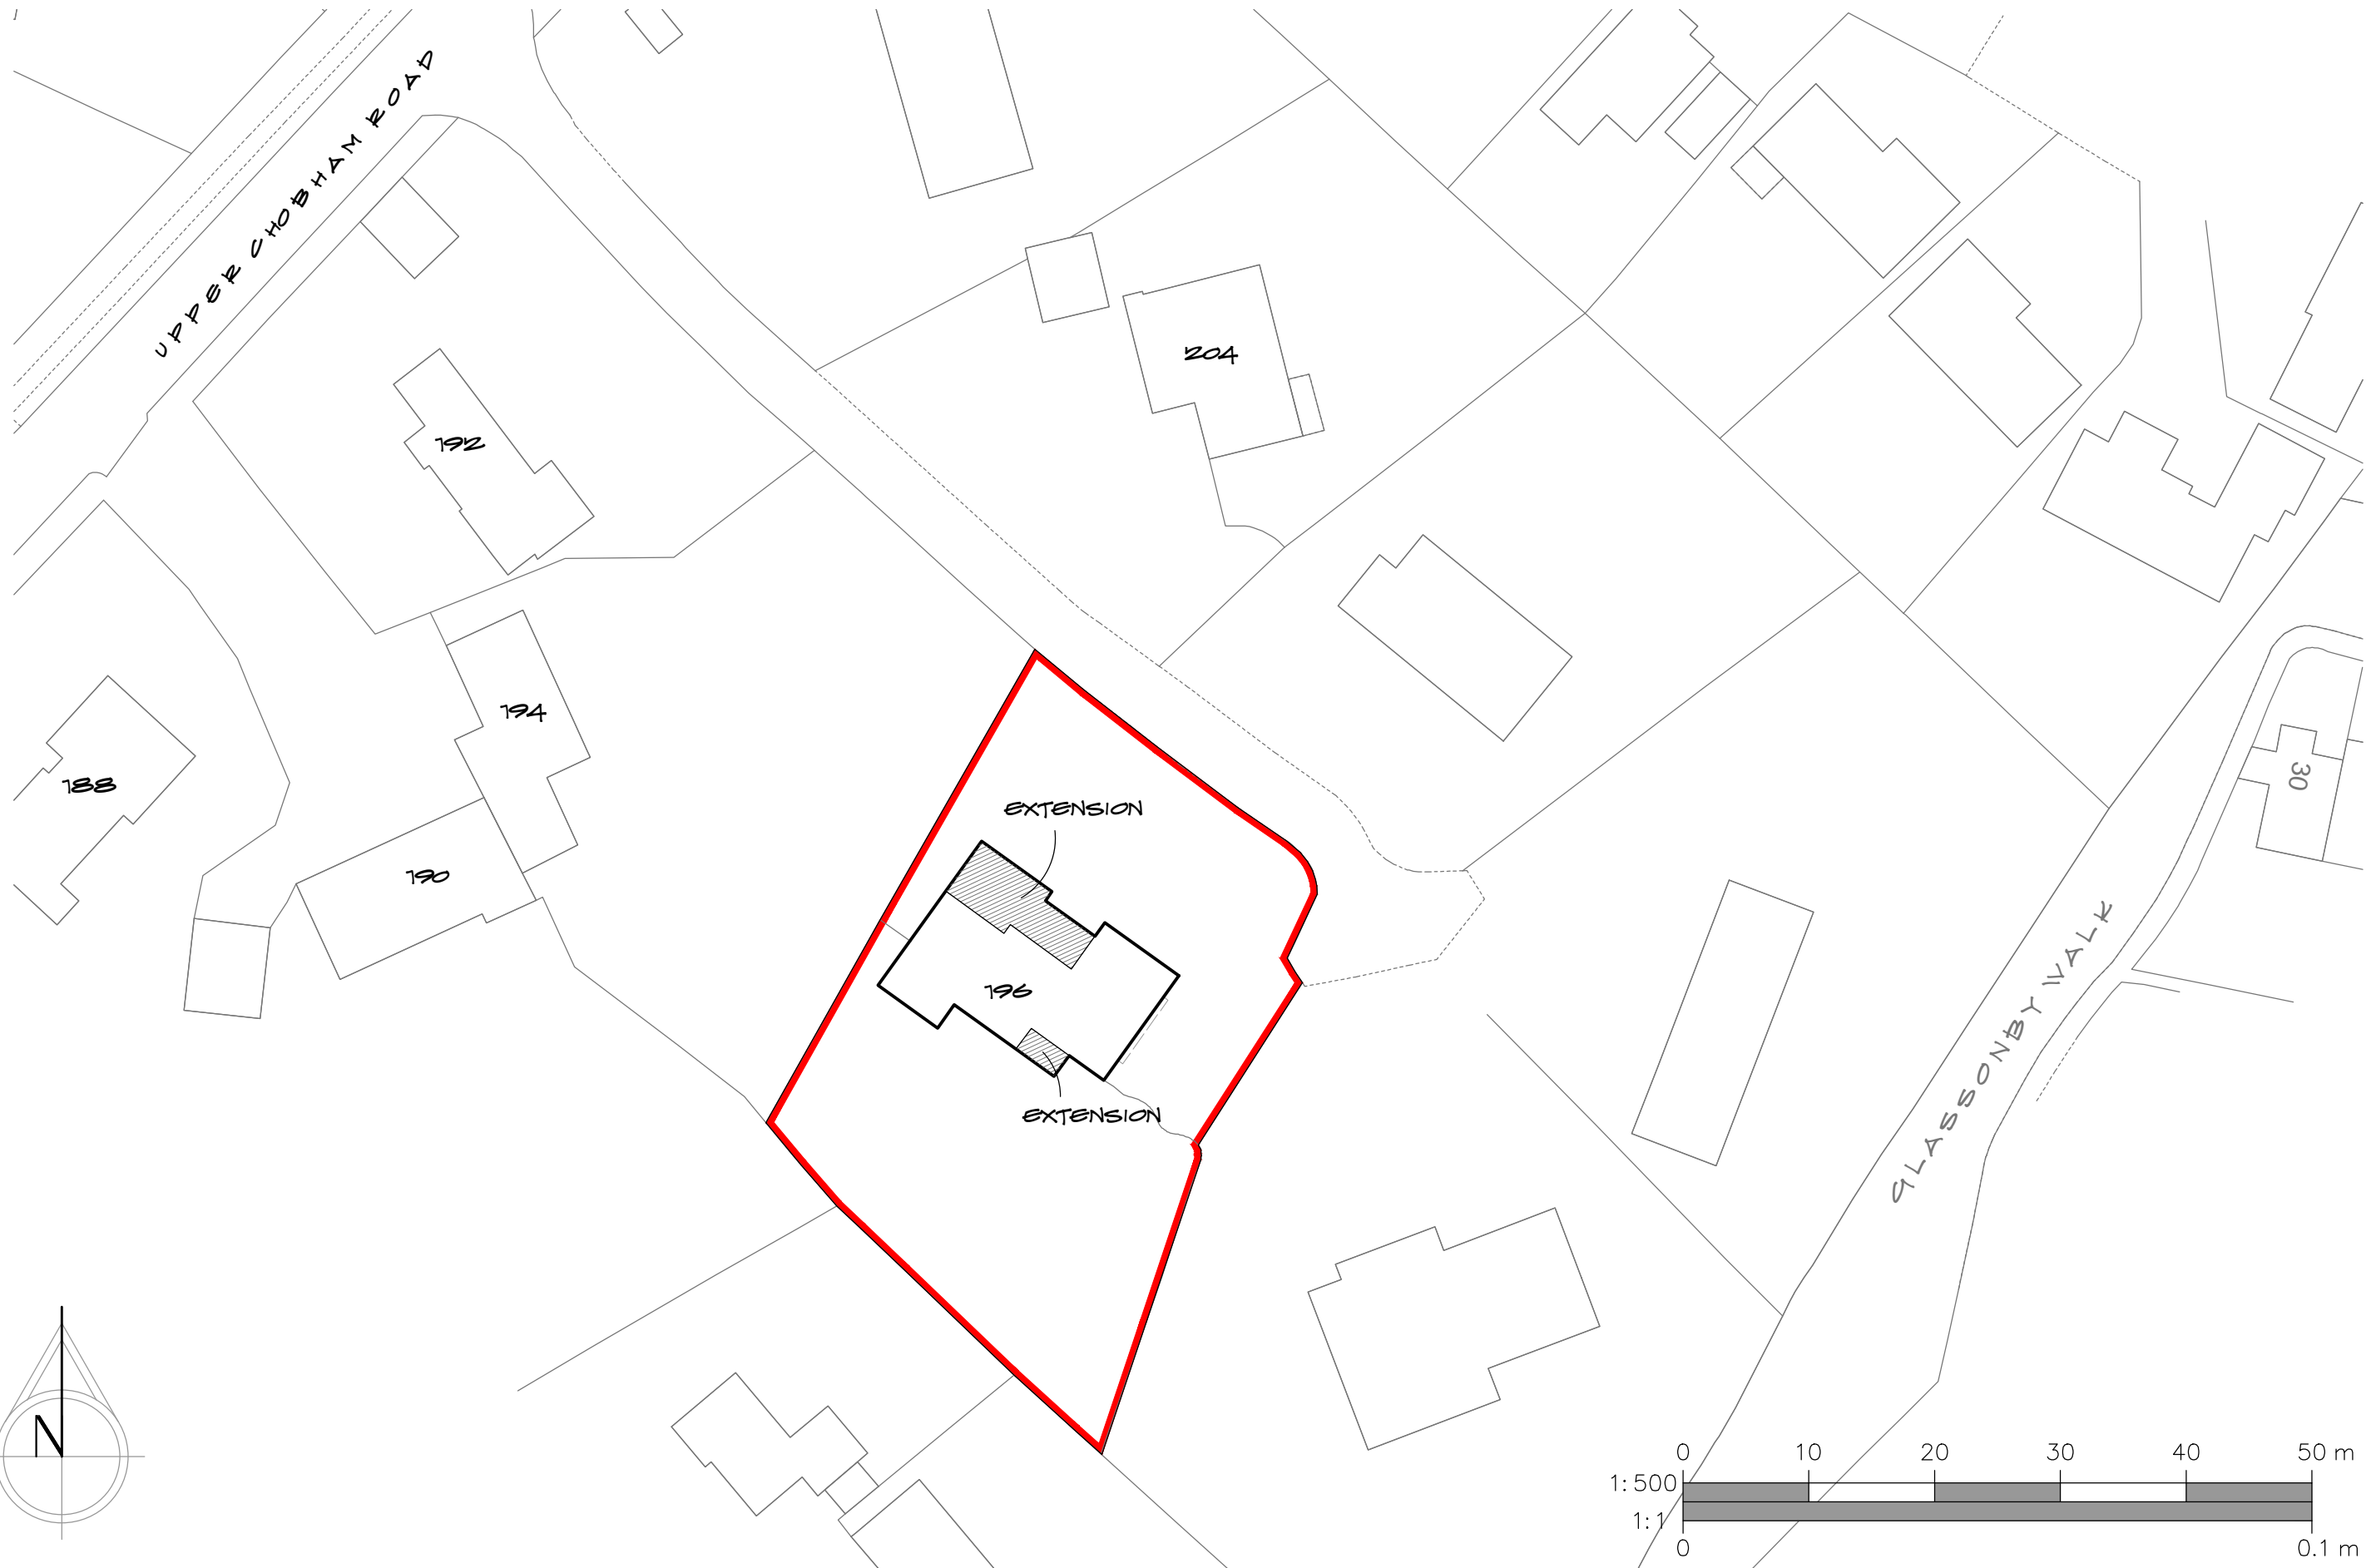 UPPER CHOBHAM ROAD
204
192
194
188
30
EXTENSION
190
196
GLASSONBY WALK
EXTENSION
N
0 10 20 30 40 50 m
1:500
1:1
0 0.1 m